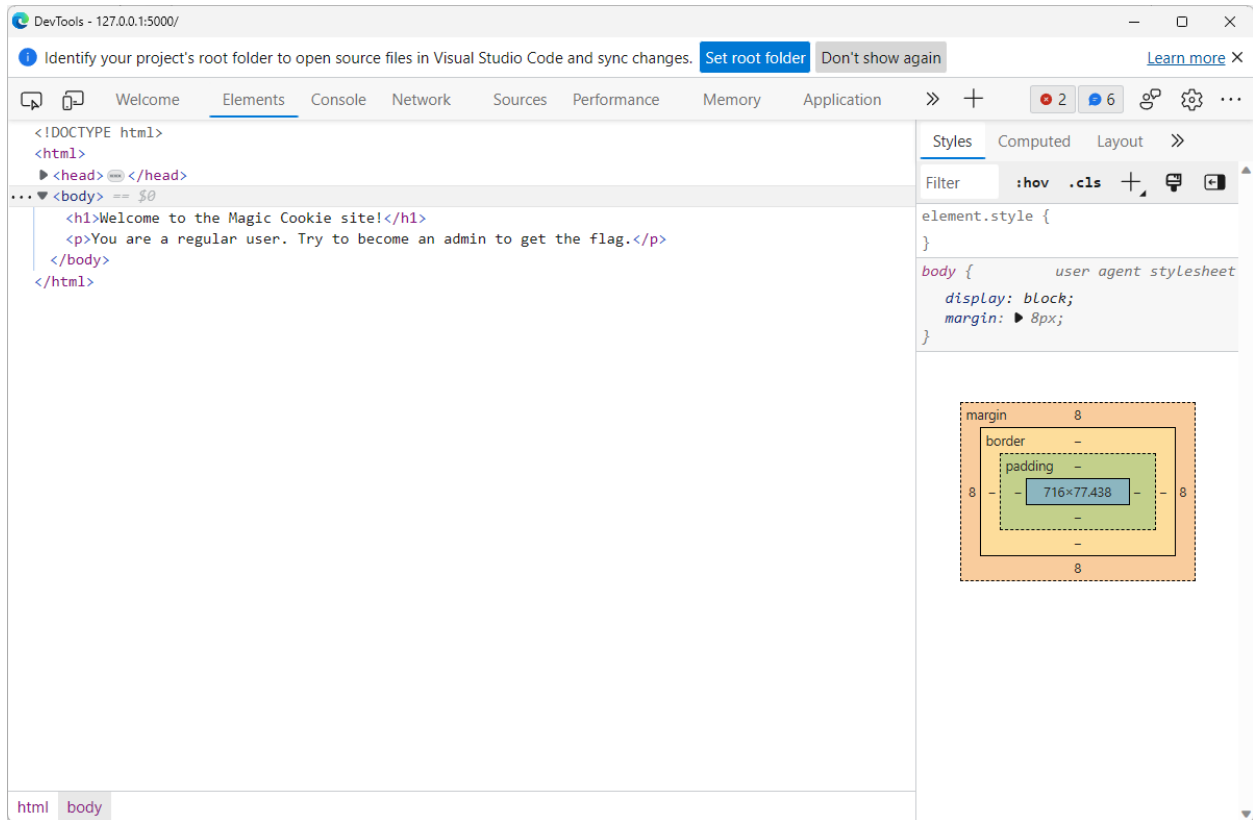 DevTools - 127.0.0.1:5000/
Identify your project's root folder to open source files in Visual Studio Code and sync changes. Set root folder Don't show again Learn more
Welcome Elements Console Network Sources Performance Memory Application 2 6
<!DOCTYPE html>
<html>
<head> </head>
<body> == $0
<h1>Welcome to the Magic Cookie site!</h1>
<p>You are a regular user. Try to become an admin to get the flag.</p>
</body>
</html>
html body
Styles Computed Layout
Filter :hov .cls
element.style {
}
body { user agent stylesheet
display: block;
margin: 8px;
}
margin 8
border –
padding –
8 – – 716×77.438 – – 8
–
–
8